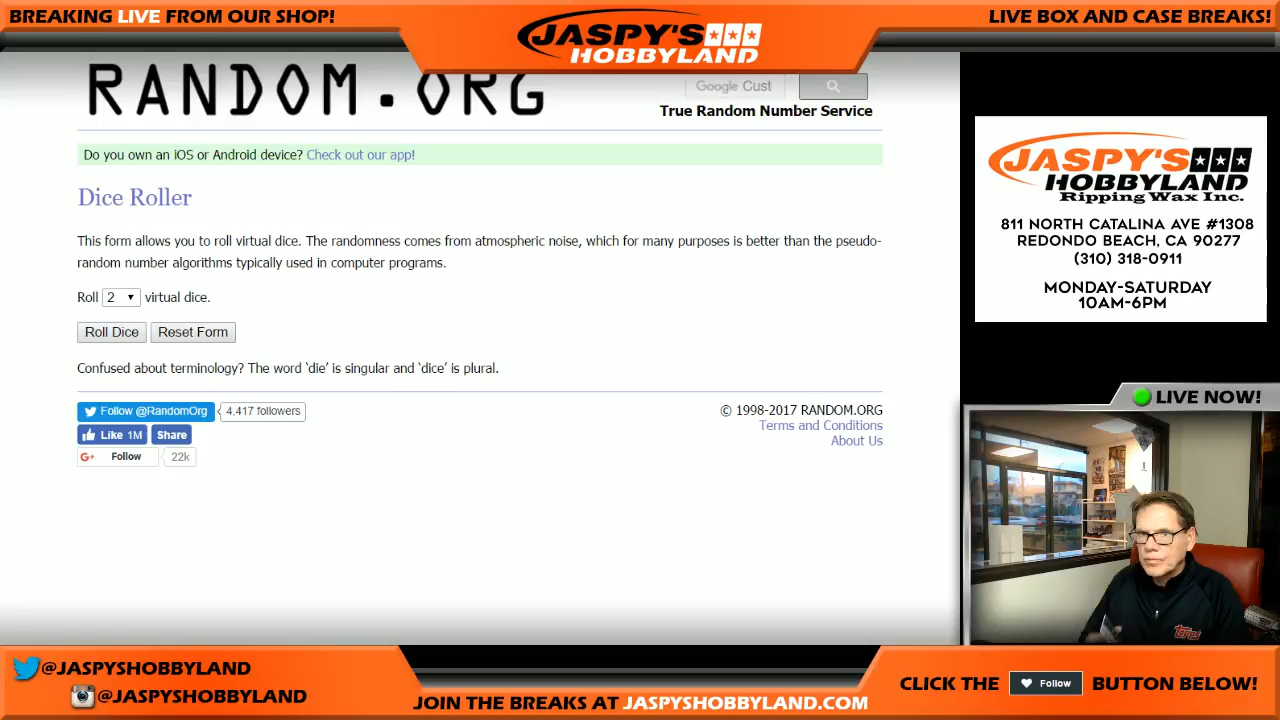 BREAKING LIVE FROM OUR SHOP!
JASPY'S
HOBBYLAND
LIVE BOX AND CASE BREAKS!
RANDOM.ORG
Google Cust
True Random Number Service
Do you own an iOS or Android device? Check out our app!
Dice Roller
This form allows you to roll virtual dice. The randomness comes from atmospheric noise, which for many purposes is better than the pseudo-
random number algorithms typically used in computer programs.
Roll 2 virtual dice.
Roll Dice Reset Form
Confused about terminology? The word ‘die’ is singular and ‘dice’ is plural.
Follow @RandomOrg 4,417 followers
Like 1M Share
G+ Follow 22k
© 1998-2017 RANDOM.ORG
Terms and Conditions
About Us
JASPY'S
HOBBYLAND
Ripping Wax Inc.
811 NORTH CATALINA AVE #1308
REDONDO BEACH, CA 90277
(310) 318-0911
MONDAY-SATURDAY
10AM-6PM
LIVE NOW!
Topps
@JASPYSHOBBYLAND
@JASPYSHOBBYLAND
JOIN THE BREAKS AT JASPYSHOBBYLAND.COM
CLICK THE Follow BUTTON BELOW!